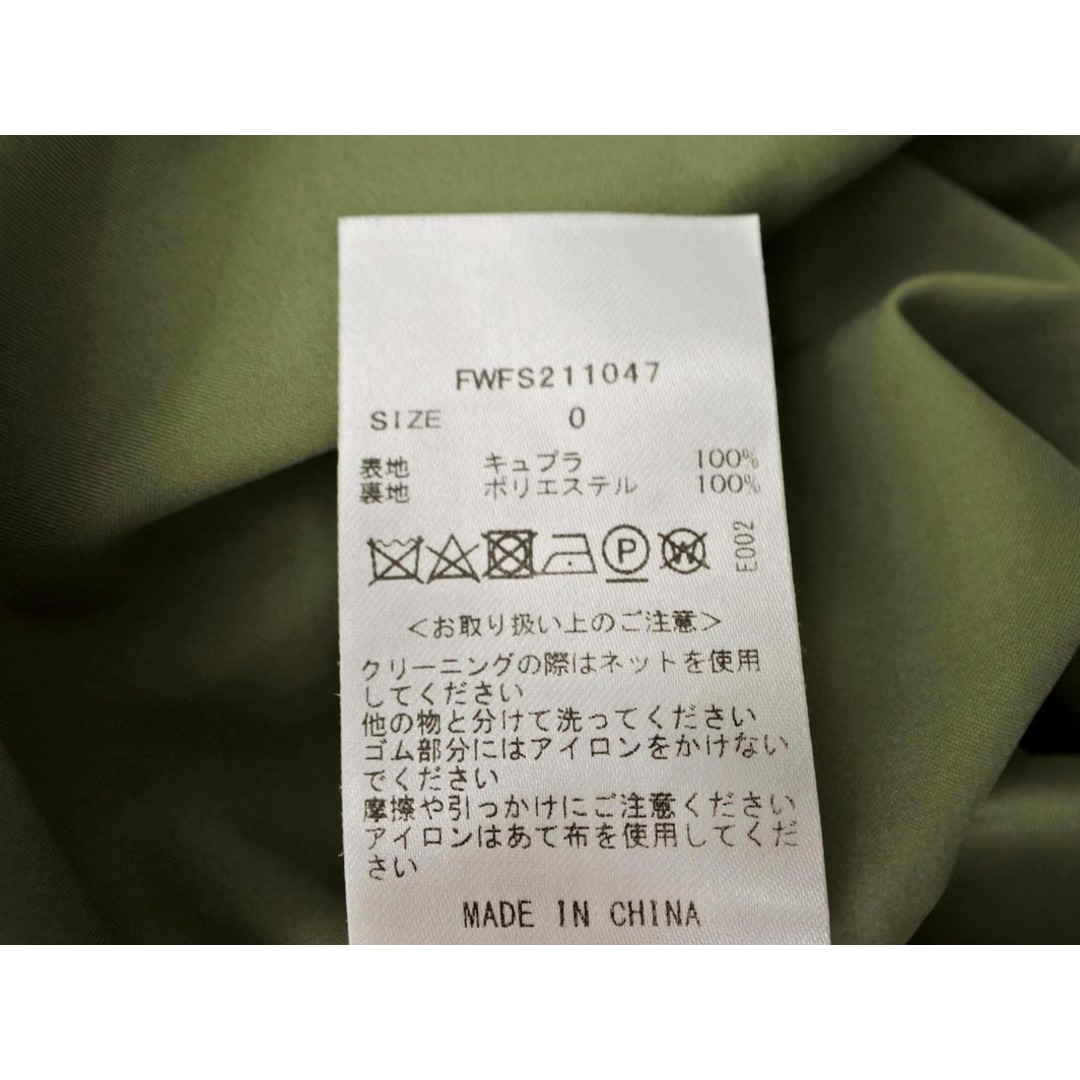 FWFS211047
SIZE 0
表地 キュプラ 100%
裏地 ポリエステル 100%
P
W
E002
＜お取り扱い上のご注意＞
クリーニングの際はネットを使用
してください
他の物と分けて洗ってください
ゴム部分にはアイロンをかけない
でください
摩擦や引っかけにご注意ください
アイロンはあて布を使用してくだ
さい
MADE IN CHINA